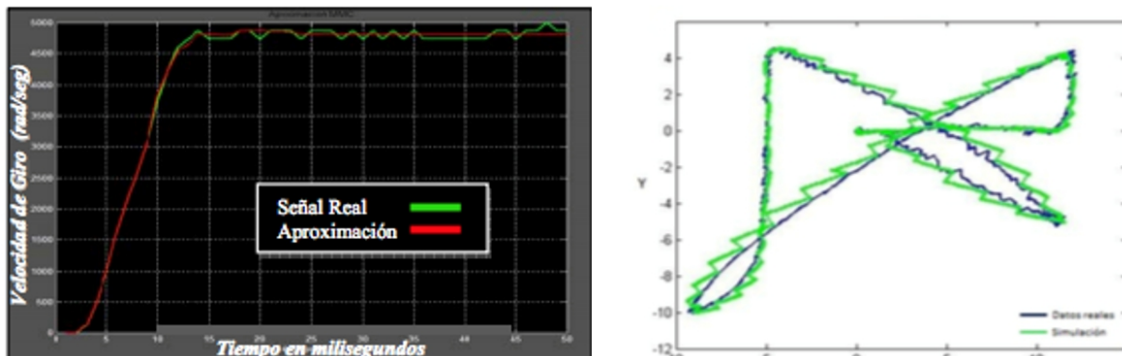 Aproximación MMC
Velocidad de Giro (rad/seg)
5000
4500
4000
3500
3000
2500
2000
1500
1000
500
0
Señal Real
Aproximación
0 5 10 15 20 25 30 35 40 45 50
Tiempo en milisegundos
Y
4
2
0
-2
-4
-6
-8
-10
-12
Datos reales
Simulación